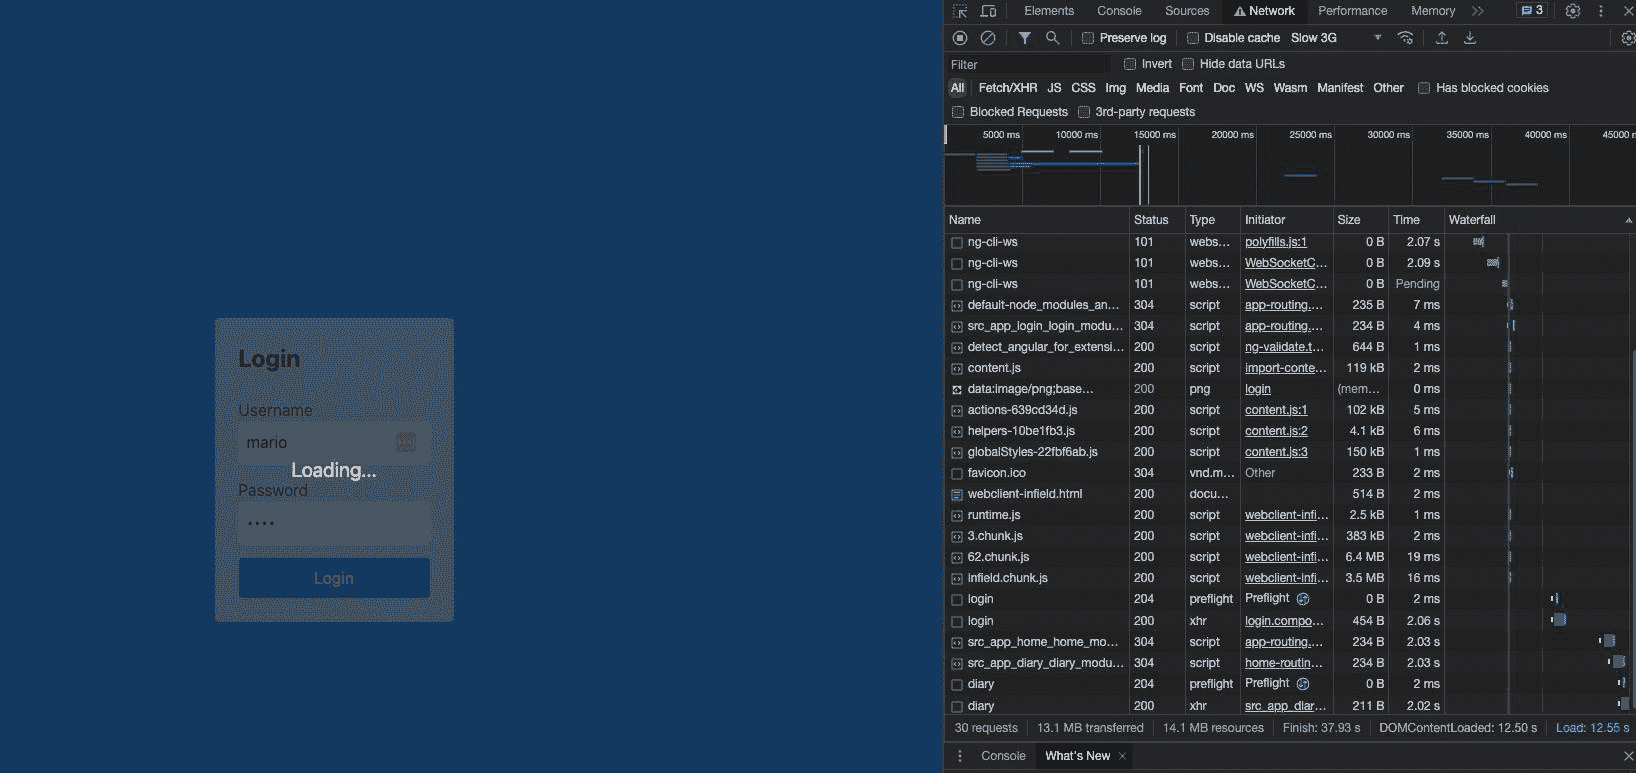 Login
Username
mario
Loading...
Password
Login
Elements Console Sources Network Performance Memory 3
Preserve log Disable cache Slow 3G
Filter Invert Hide data URLs
All Fetch/XHR JS CSS Img Media Font Doc WS Wasm Manifest Other Has blocked cookies
Blocked Requests 3rd-party requests
5000 ms 10000 ms 15000 ms 20000 ms 25000 ms 30000 ms 35000 ms 40000 ms 45000 m
Name Status Type Initiator Size Time Waterfall
ng-cli-ws 101 webs... polyfills.js:1 0 B 2.07 s
ng-cli-ws 101 webs... WebSocketC... 0 B 2.09 s
ng-cli-ws 101 webs... WebSocketC... 0 B Pending
default-node_modules_an... 304 script app-routing.... 235 B 7 ms
src_app_login_login_modu... 304 script app-routing.... 234 B 4 ms
detect_angular_for_extensi... 200 script ng-validate.t... 644 B 1 ms
content.js 200 script import-conte... 119 kB 2 ms
data:image/png;base... 200 png login (mem... 0 ms
actions-639cd34d.js 200 script content.js:1 102 kB 5 ms
helpers-10be1fb3.js 200 script content.js:2 4.1 kB 6 ms
globalStyles-22fbf6ab.js 200 script content.js:3 150 kB 1 ms
favicon.ico 304 vnd.m... Other 233 B 2 ms
webclient-infield.html 200 docu... 514 B 2 ms
runtime.js 200 script webclient-infi... 2.5 kB 1 ms
3.chunk.js 200 script webclient-infi... 383 kB 2 ms
62.chunk.js 200 script webclient-infi... 6.4 MB 19 ms
infield.chunk.js 200 script webclient-infi... 3.5 MB 16 ms
login 204 preflight Preflight 0 B 2 ms
login 200 xhr login.compo... 454 B 2.06 s
src_app_home_home_mo... 304 script app-routing.... 234 B 2.03 s
src_app_diary_diary_modu... 304 script home-routin... 234 B 2.03 s
diary 204 preflight Preflight 0 B 2 ms
diary 200 xhr src_app_diar... 211 B 2.02 s
30 requests 13.1 MB transferred 14.1 MB resources Finish: 37.93 s DOMContentLoaded: 12.50 s Load: 12.55 s
Console What's New